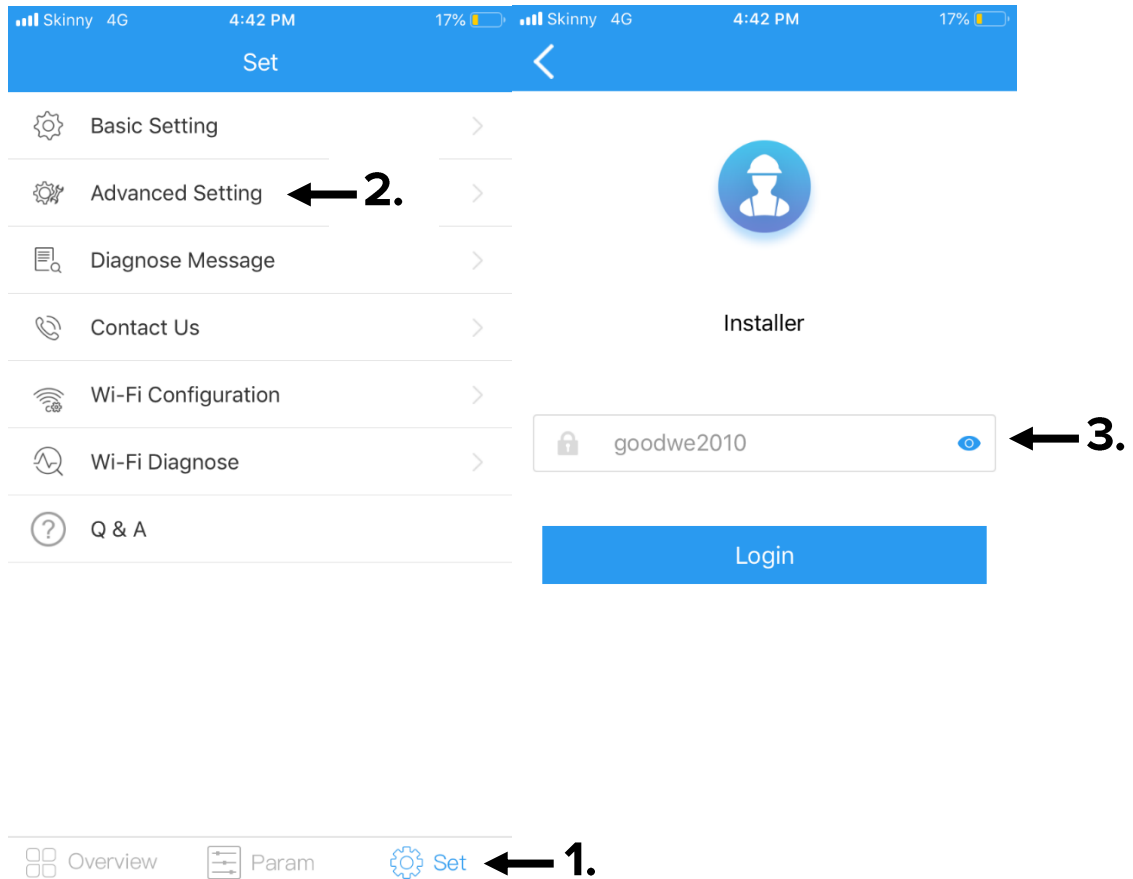 Skinny 4G 4:42 PM 17%
Set
Basic Setting
Advanced Setting
2.
Diagnose Message
Contact Us
Wi-Fi Configuration
Wi-Fi Diagnose
Q & A
Overview Param Set
1.
Skinny 4G 4:42 PM 17%
Installer
goodwe2010
3.
Login